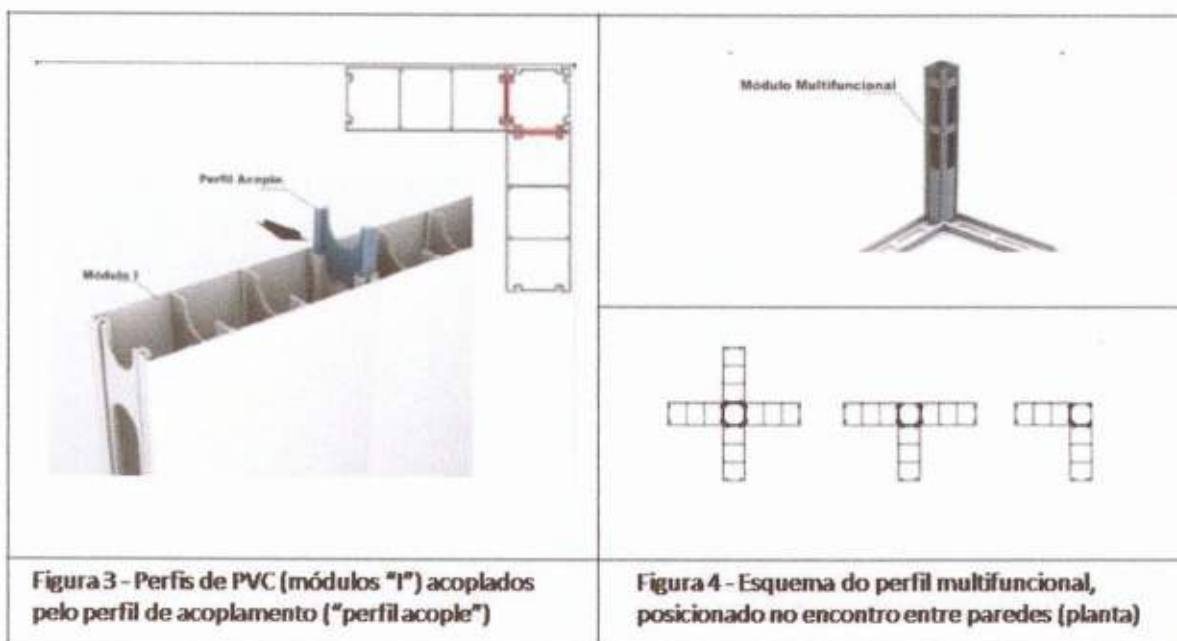 Perfil Acople
Módulo I
Figura 3 - Perfis de PVC (módulos "I") acoplados
pelo perfil de acoplamento ("perfil acople")
Módulo Multifuncional
Figura 4 - Esquema do perfil multifuncional,
posicionado no encontro entre paredes (planta)